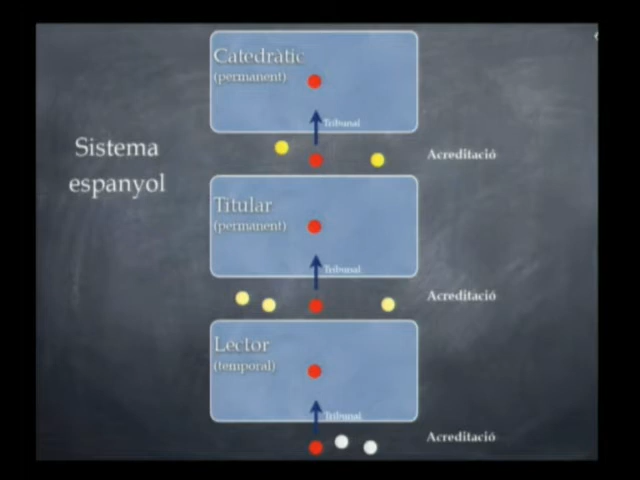 Catedràtic
(permanent)
Tribunal
Sistema
espanyol
Acreditació
Titular
(permanent)
Tribunal
Acreditació
Lector
(temporal)
Tribunal
Acreditació